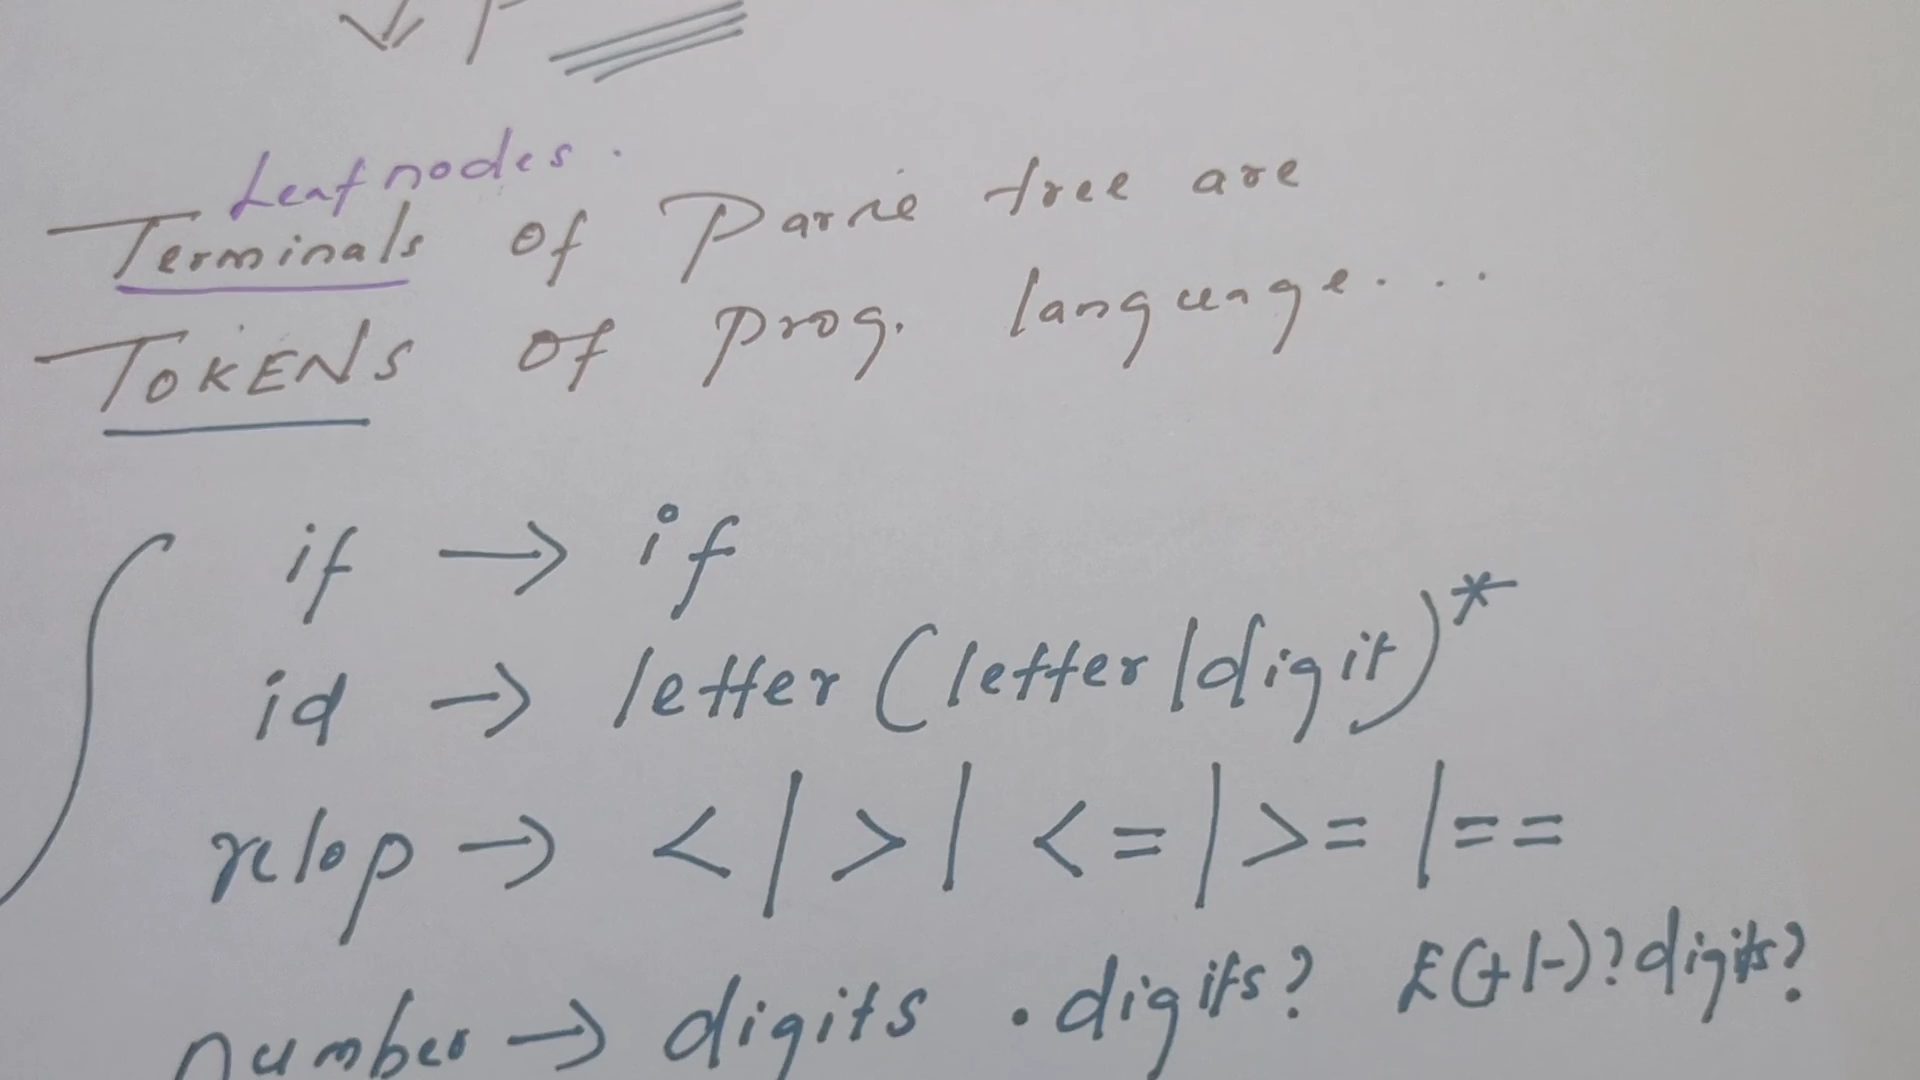 Leaf nodes.
Terminals of Parse tree are
TOKENS of prog. language...
if → if
id → letter (letter | digit)*
relop → < | > | <= | >= | ==
number → digits . digits? E(+|-)? digits?